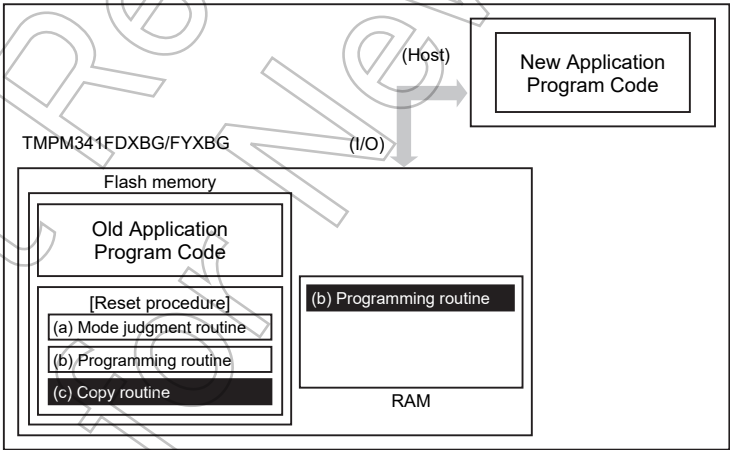 (Host)
New Application
Program Code
TMPM341FDXBG/FYXBG
(I/O)
Flash memory
Old Application
Program Code
[Reset procedure]
(a) Mode judgment routine
(b) Programming routine
(c) Copy routine
(b) Programming routine
RAM